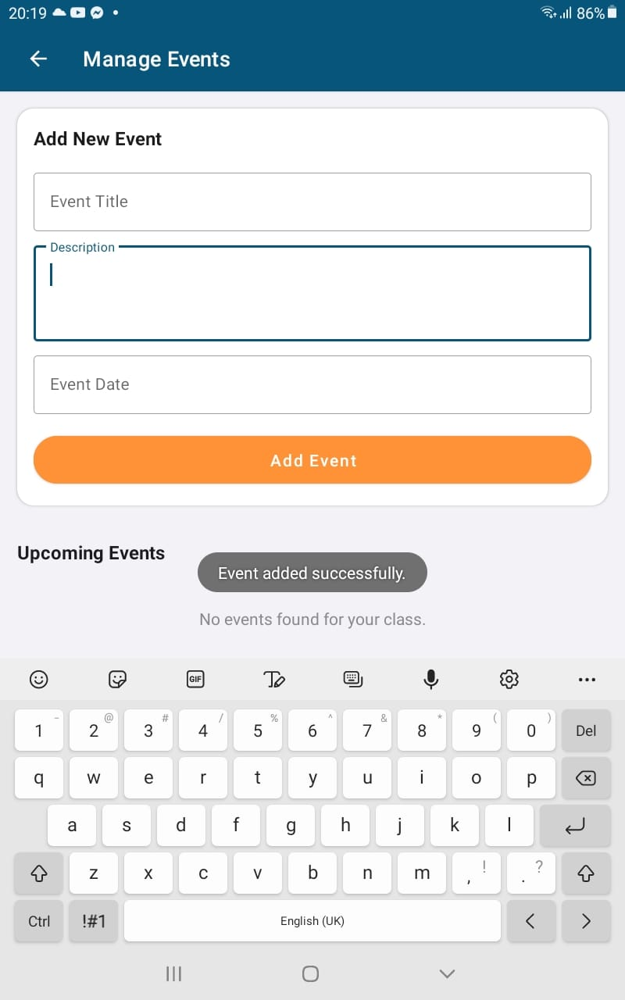 20:19 86%
Manage Events
Add New Event
Event Title
Description
Event Date
Add Event
Upcoming Events
Event added successfully.
No events found for your class.
GIF
1 - 2 @ 3 # 4 / 5 % 6 ^ 7 & 8 * 9 ( 0 ) Del
q w e r t y u i o p
a s d f g h j k l
z x c v b n m , ! . ?
Ctrl !#1 English (UK) < >